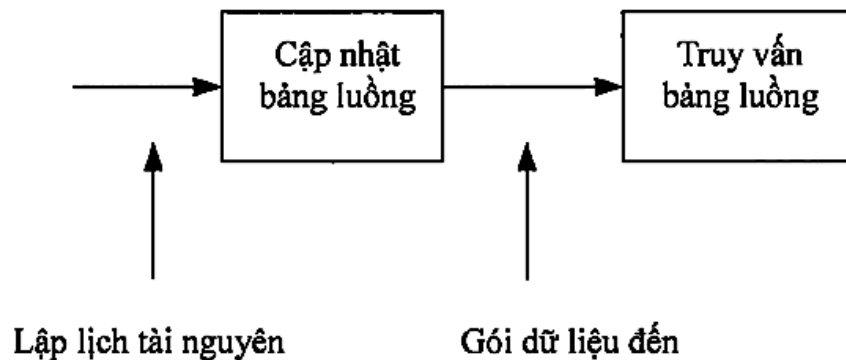 Cập nhật
bảng luồng
Truy vấn
bảng luồng
Lập lịch tài nguyên
Gói dữ liệu đến